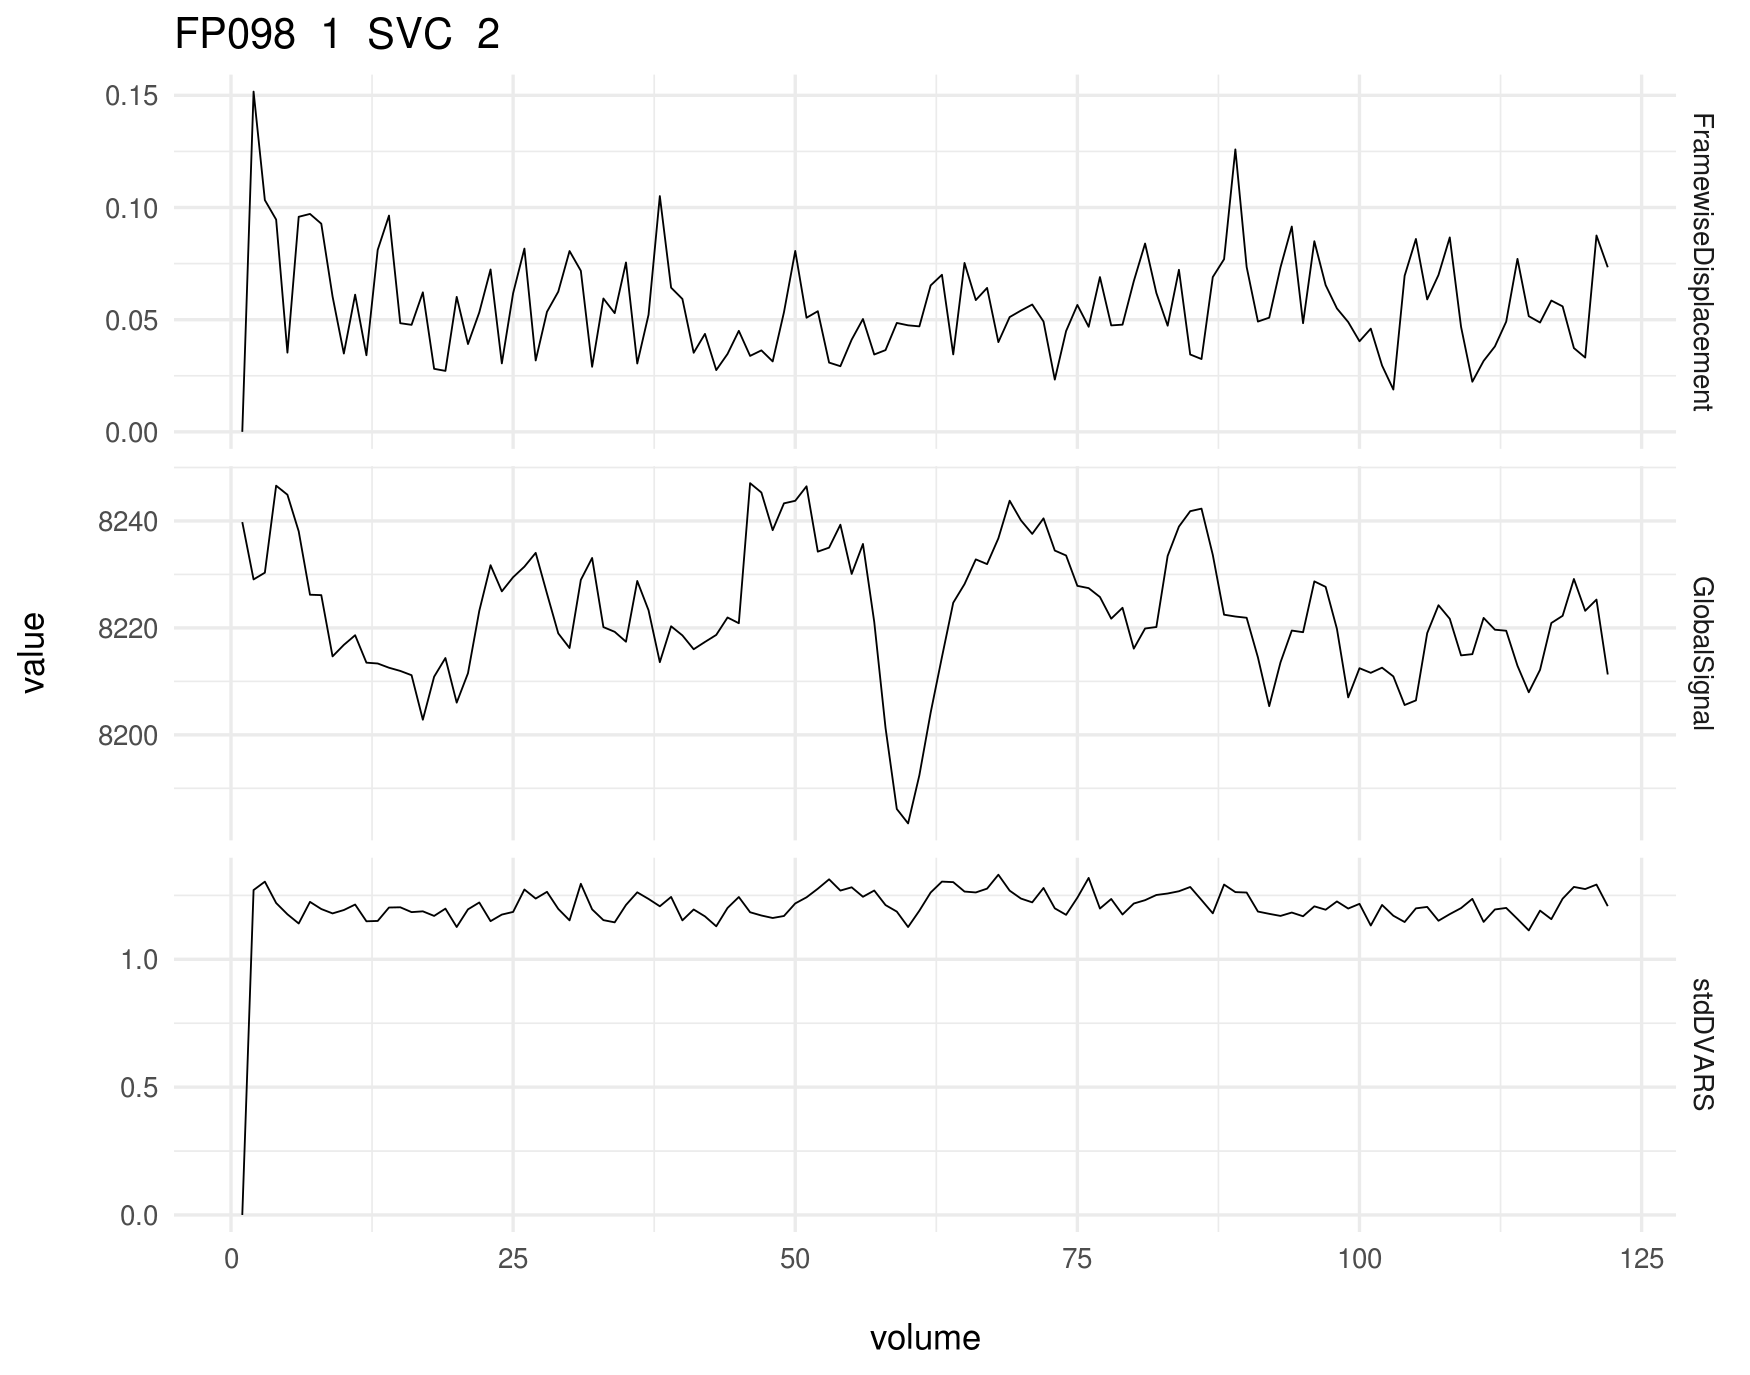 FP098 1 SVC 2
0.15
0.10
0.05
0.00
FramewiseDisplacement
8240
8220
8200
GlobalSignal
value
1.0
0.5
0.0
stdDVARS
0 25 50 75 100 125
volume